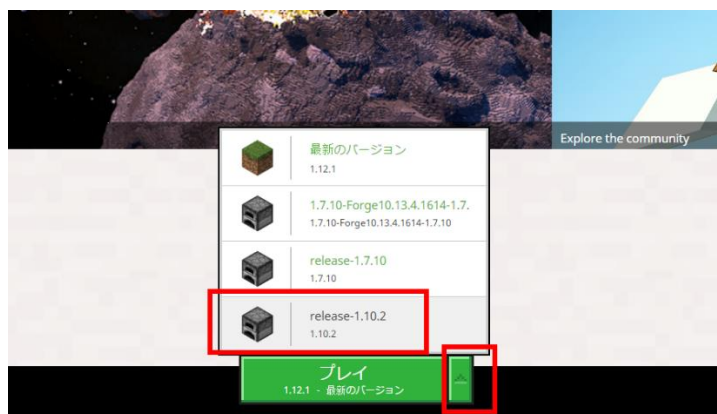 Explore the community
最新のバージョン
1.12.1
1.7.10-Forge10.13.4.1614-1.7.
1.7.10-Forge10.13.4.1614-1.7.10
release-1.7.10
1.7.10
release-1.10.2
1.10.2
プレイ
1.12.1 - 最新のバージョン